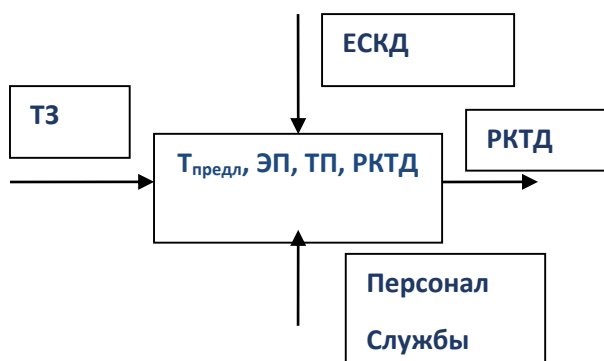 ЕСКД
ТЗ
Тпредл, ЭП, ТП, РКТД
РКТД
Персонал
Службы